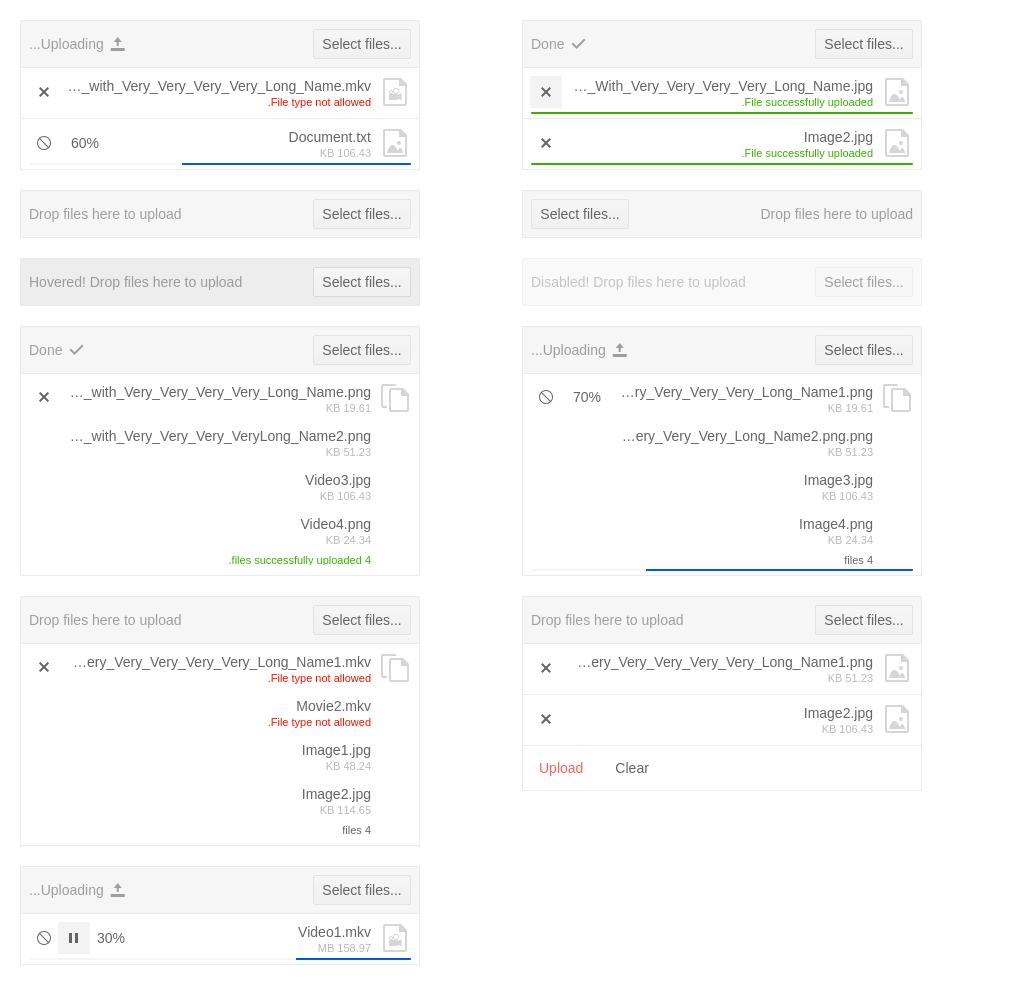 ...Uploading
Select files...
..._with_Very_Very_Very_Very_Long_Name.mkv
.File type not allowed
60%
Document.txt
KB 106.43
Done
Select files...
..._With_Very_Very_Very_Very_Long_Name.jpg
.File successfully uploaded
Image2.jpg
.File successfully uploaded
Drop files here to upload
Select files...
Select files...
Drop files here to upload
Hovered! Drop files here to upload
Select files...
Disabled! Drop files here to upload
Select files...
Done
Select files...
..._with_Very_Very_Very_Very_Long_Name.png
KB 19.61
..._with_Very_Very_Very_VeryLong_Name2.png
KB 51.23
Video3.jpg
KB 106.43
Video4.png
KB 24.34
.files successfully uploaded 4
...Uploading
Select files...
70%
...ry_Very_Very_Very_Long_Name1.png
KB 19.61
...ery_Very_Very_Long_Name2.png.png
KB 51.23
Image3.jpg
KB 106.43
Image4.png
KB 24.34
files 4
Drop files here to upload
Select files...
...ery_Very_Very_Very_Very_Long_Name1.mkv
.File type not allowed
Movie2.mkv
.File type not allowed
Image1.jpg
KB 48.24
Image2.jpg
KB 114.65
files 4
Drop files here to upload
Select files...
...ery_Very_Very_Very_Very_Long_Name1.png
KB 51.23
Image2.jpg
KB 106.43
Upload
Clear
...Uploading
Select files...
30%
Video1.mkv
MB 158.97